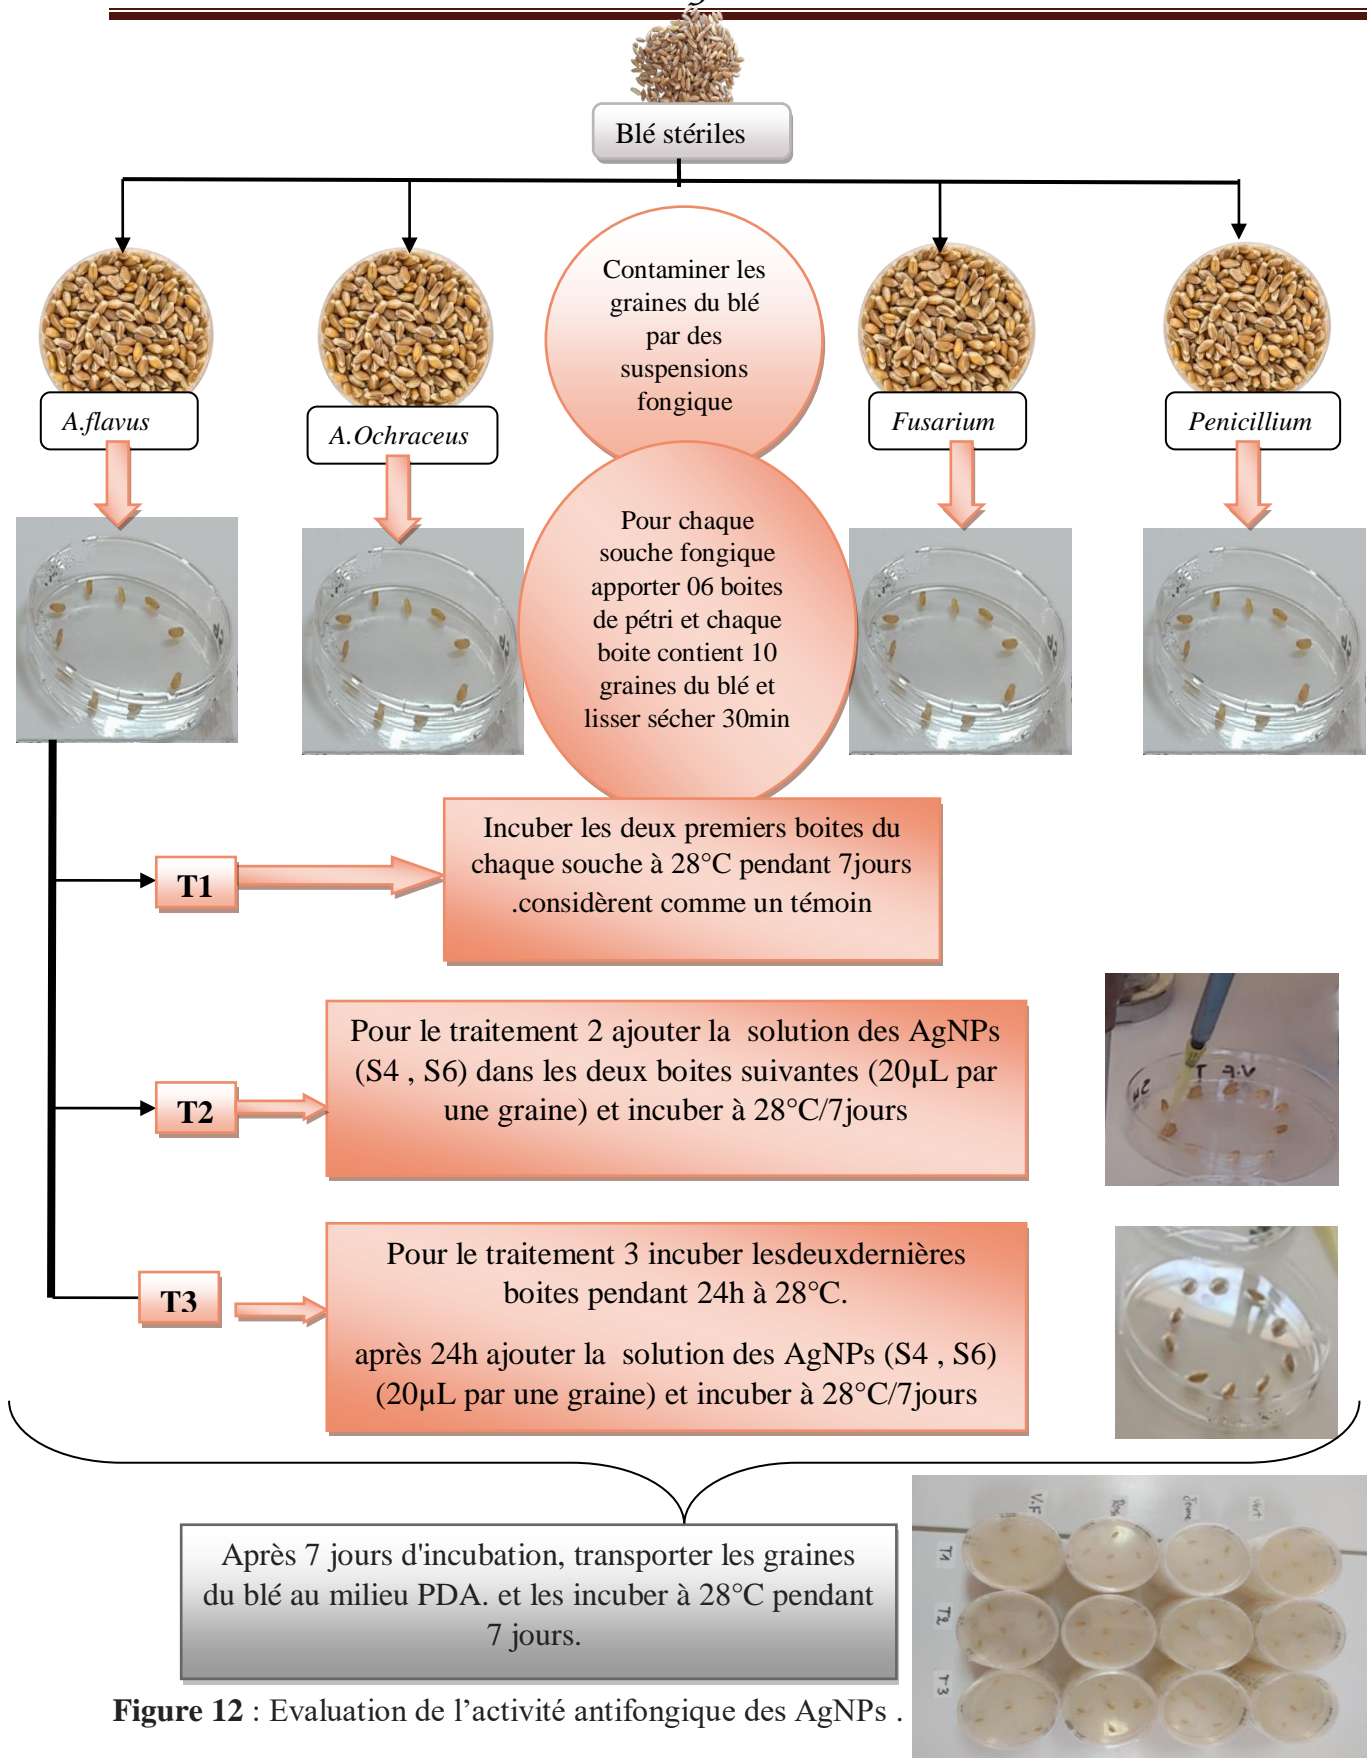 Blé stériles
Contaminer les
graines du blé
par des
suspensions
fongique
A.flavus
A.Ochraceus
Fusarium
Penicillium
Pour chaque
souche fongique
apporter 06 boites
de pétri et chaque
boite contient 10
graines du blé et
lisser sécher 30min
T1
Incuber les deux premiers boites du
chaque souche à 28°C pendant 7jours
.considèrent comme un témoin
T2
Pour le traitement 2 ajouter la solution des AgNPs
(S4 , S6) dans les deux boites suivantes (20µL par
une graine) et incuber à 28°C/7jours
V.F
T3
Pour le traitement 3 incuber lesdeuxdernières
boites pendant 24h à 28°C.
après 24h ajouter la solution des AgNPs (S4 , S6)
(20µL par une graine) et incuber à 28°C/7jours
Après 7 jours d'incubation, transporter les graines
du blé au milieu PDA. et les incuber à 28°C pendant
7 jours.
V.F
Vert
T1
T2
T3
Figure 12 : Evaluation de l’activité antifongique des AgNPs .